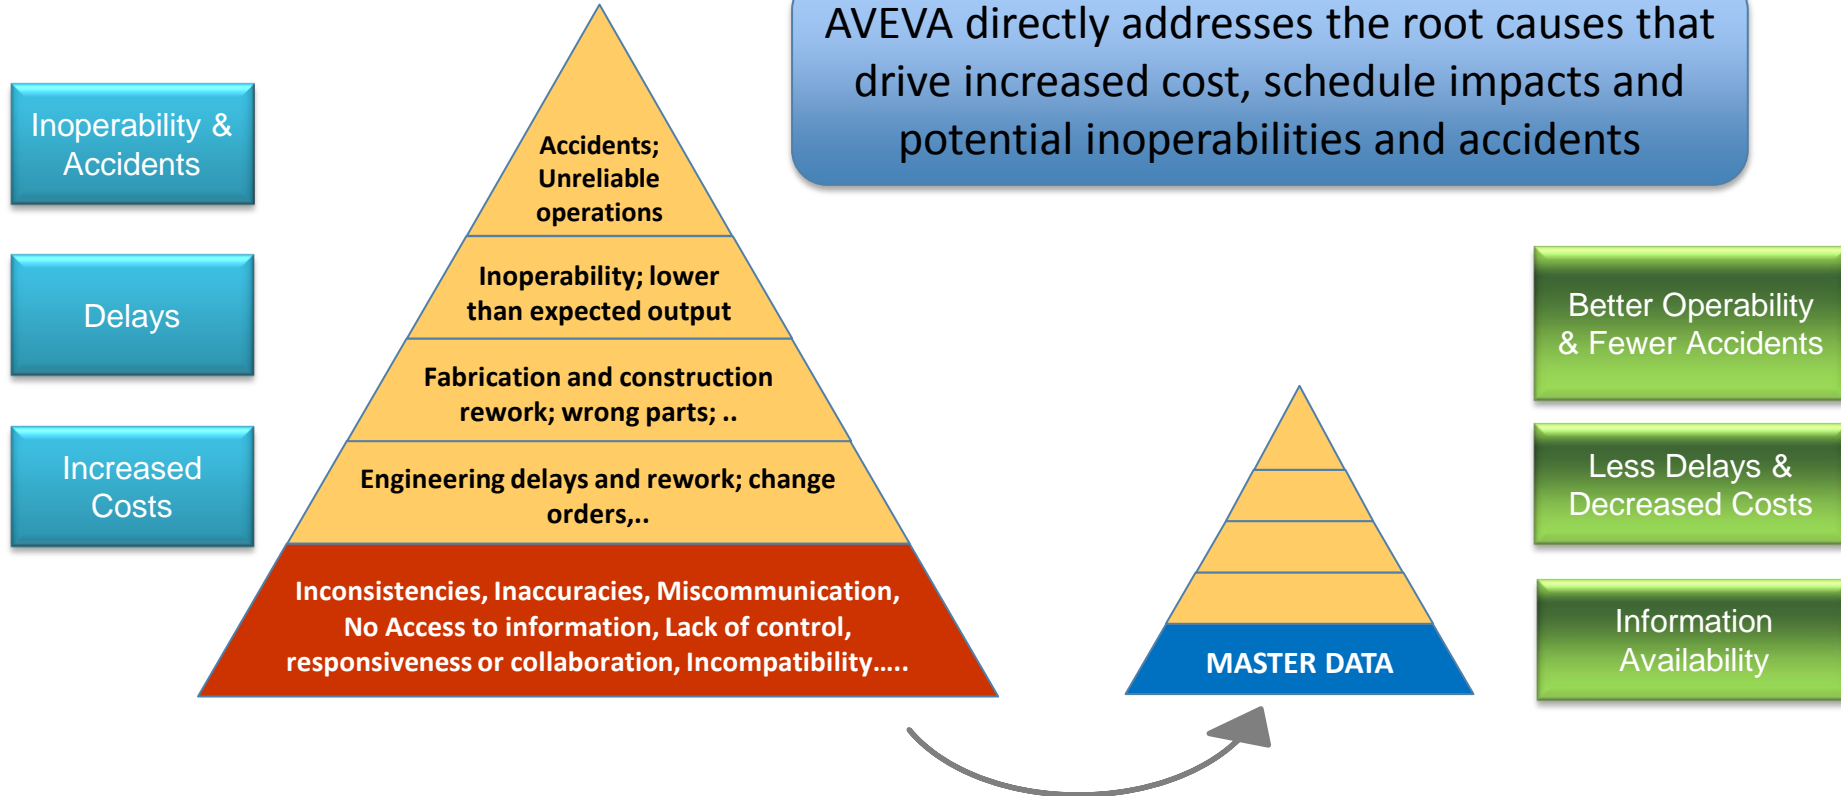 AVEVA directly addresses the root causes that
drive increased cost, schedule impacts and
potential inoperabilities and accidents
Inoperability &
Accidents
Delays
Increased
Costs
Accidents;
Unreliable
operations
Inoperability; lower
than expected output
Fabrication and construction
rework; wrong parts; ..
Engineering delays and rework; change
orders,..
Inconsistencies, Inaccuracies, Miscommunication,
No Access to information, Lack of control,
responsiveness or collaboration, Incompatibility.....
MASTER DATA
Better Operability
& Fewer Accidents
Less Delays &
Decreased Costs
Information
Availability